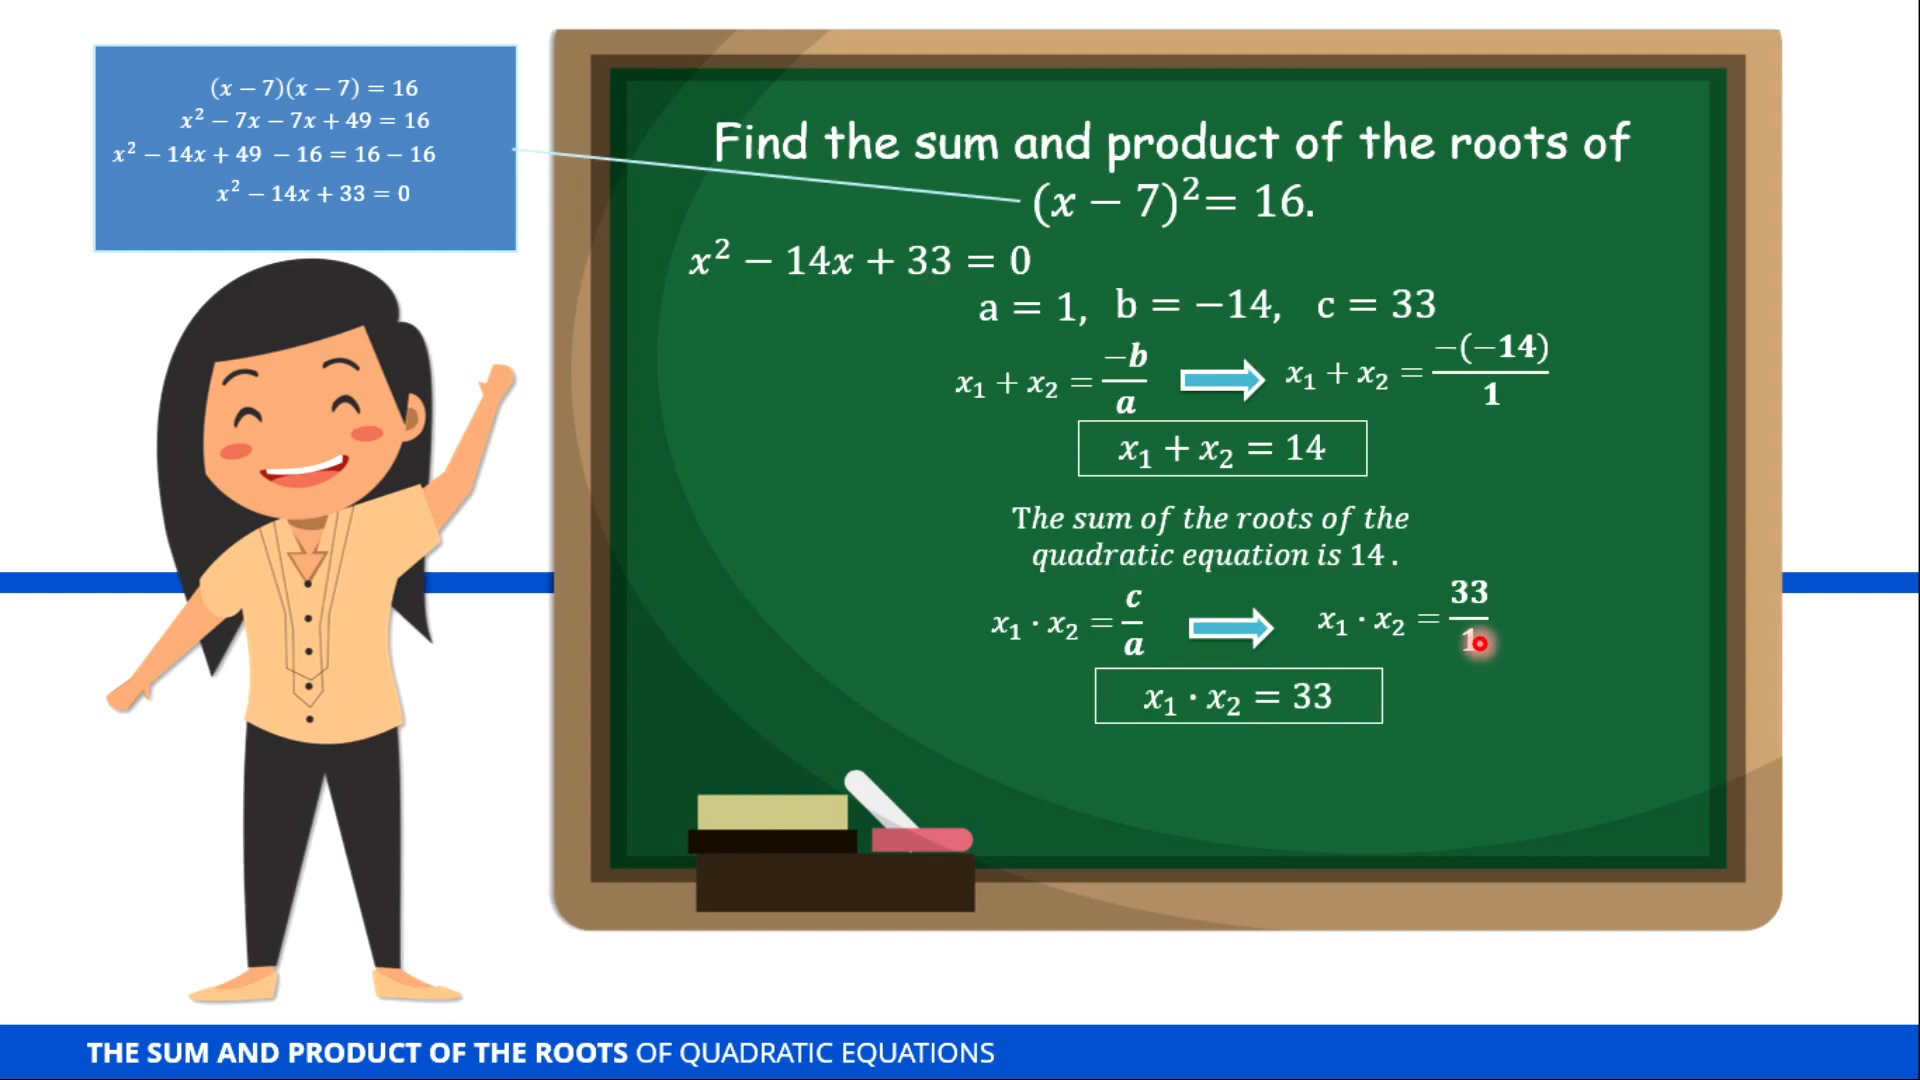 (x − 7)(x − 7) = 16
x² − 7x − 7x + 49 = 16
x² − 14x + 49 − 16 = 16 − 16
x² − 14x + 33 = 0
Find the sum and product of the roots of
(x − 7)² = 16.
x² − 14x + 33 = 0
a = 1, b = −14, c = 33
x₁ + x₂ = −b/a x₁ + x₂ = −(−14)/1
x₁ + x₂ = 14
The sum of the roots of the
quadratic equation is 14 .
x₁ · x₂ = c/a x₁ · x₂ = 33/1
x₁ · x₂ = 33
THE SUM AND PRODUCT OF THE ROOTS OF QUADRATIC EQUATIONS